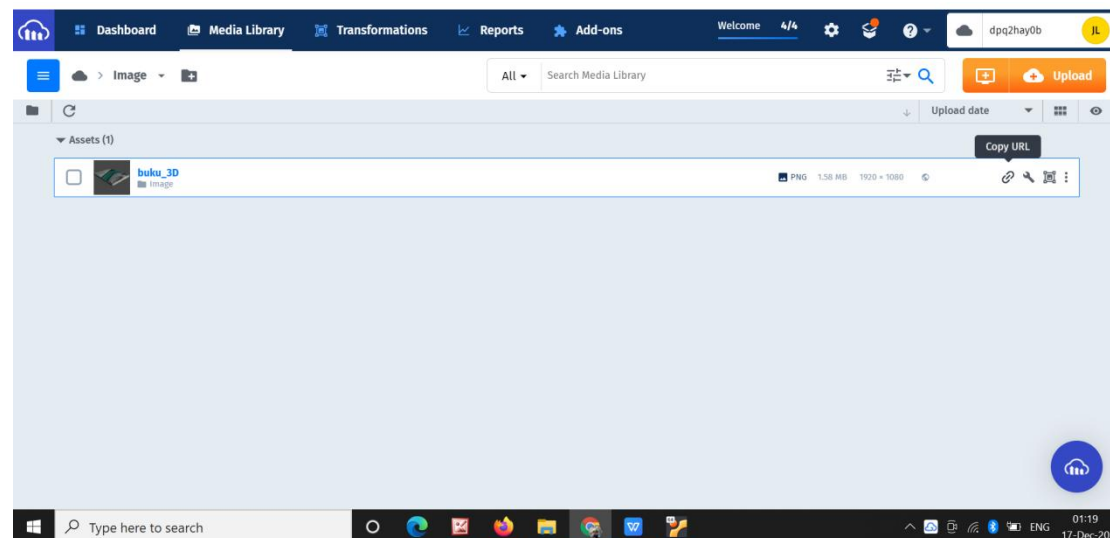 Dashboard Media Library Transformations Reports Add-ons Welcome 4/4 dpq2hay0b JL
> Image All Search Media Library Upload
Upload date
Assets (1)
Copy URL
buku_3D
Image PNG 1.58 MB 1920 × 1080
Type here to search ENG
01:19
17-Dec-20